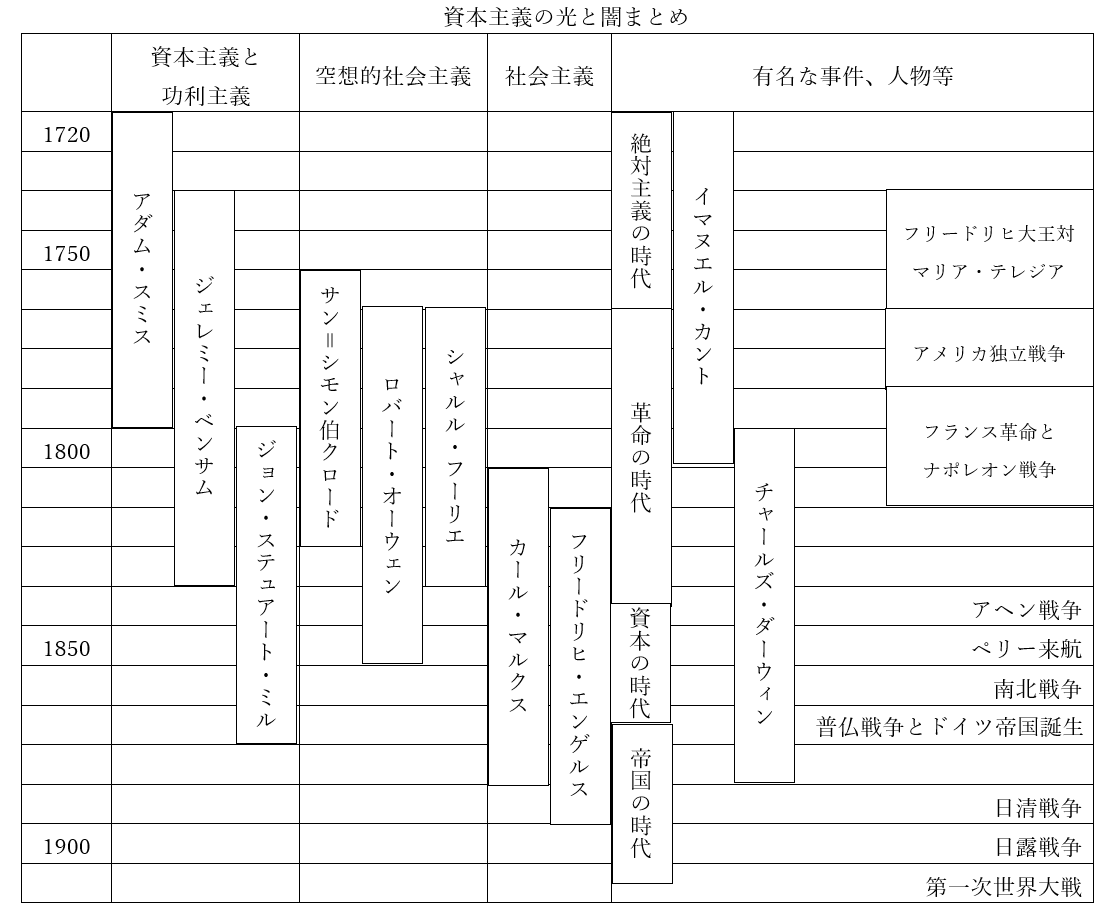 資本主義の光と闇まとめ
資本主義と
功利主義
空想的社会主義
社会主義
有名な事件、人物等
1720
1750
1800
1850
1900
アダム・スミス
ジェレミー・ベンサム
ジョン・ステュアート・ミル
サン＝シモン伯クロード
ロバート・オーウェン
シャルル・フーリエ
カール・マルクス
フリードリヒ・エンゲルス
絶対主義の時代
革命の時代
資本の時代
帝国の時代
イマヌエル・カント
チャールズ・ダーウィン
フリードリヒ大王対
マリア・テレジア
アメリカ独立戦争
フランス革命と
ナポレオン戦争
アヘン戦争
ペリー来航
南北戦争
普仏戦争とドイツ帝国誕生
日清戦争
日露戦争
第一次世界大戦